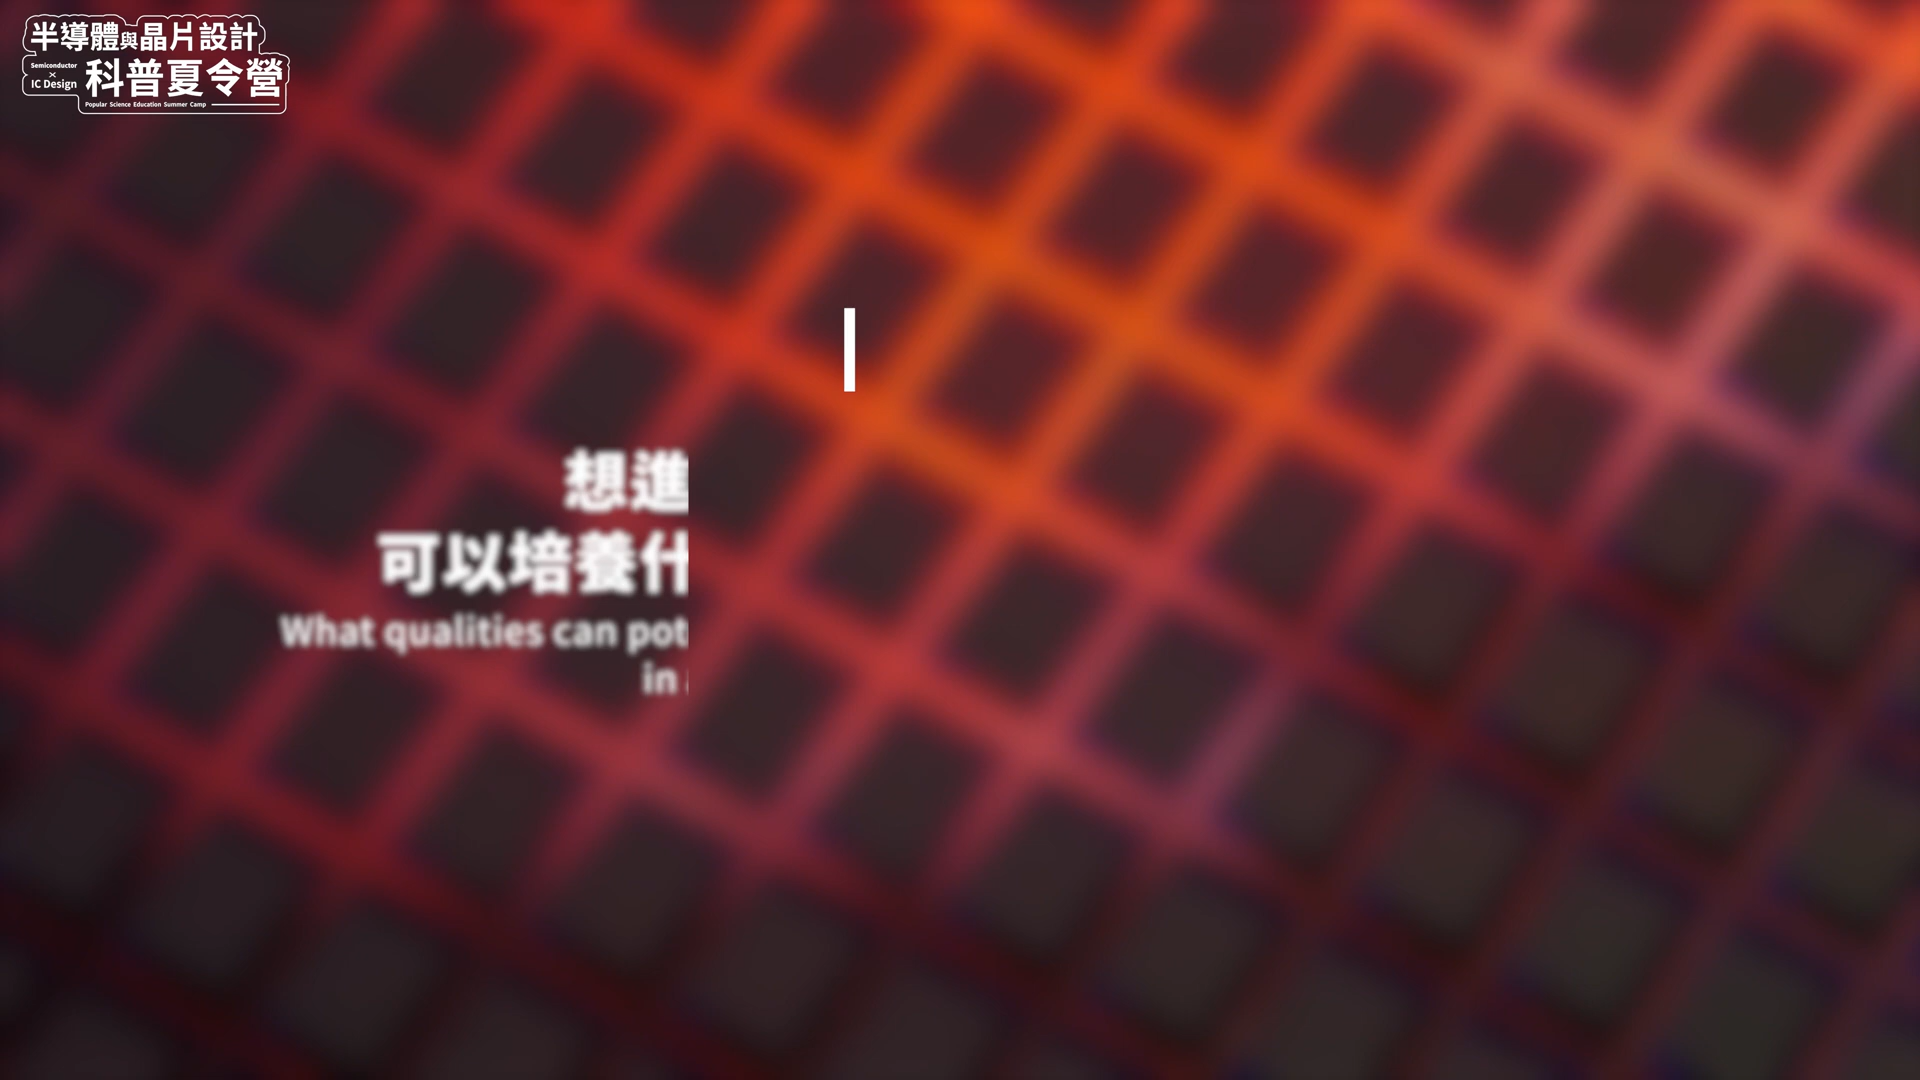 半導體與晶片設計
Semiconductor
×
IC Design
科普夏令營
Popular Science Education Summer Camp
想進
可以培養什
What qualities can pot
in